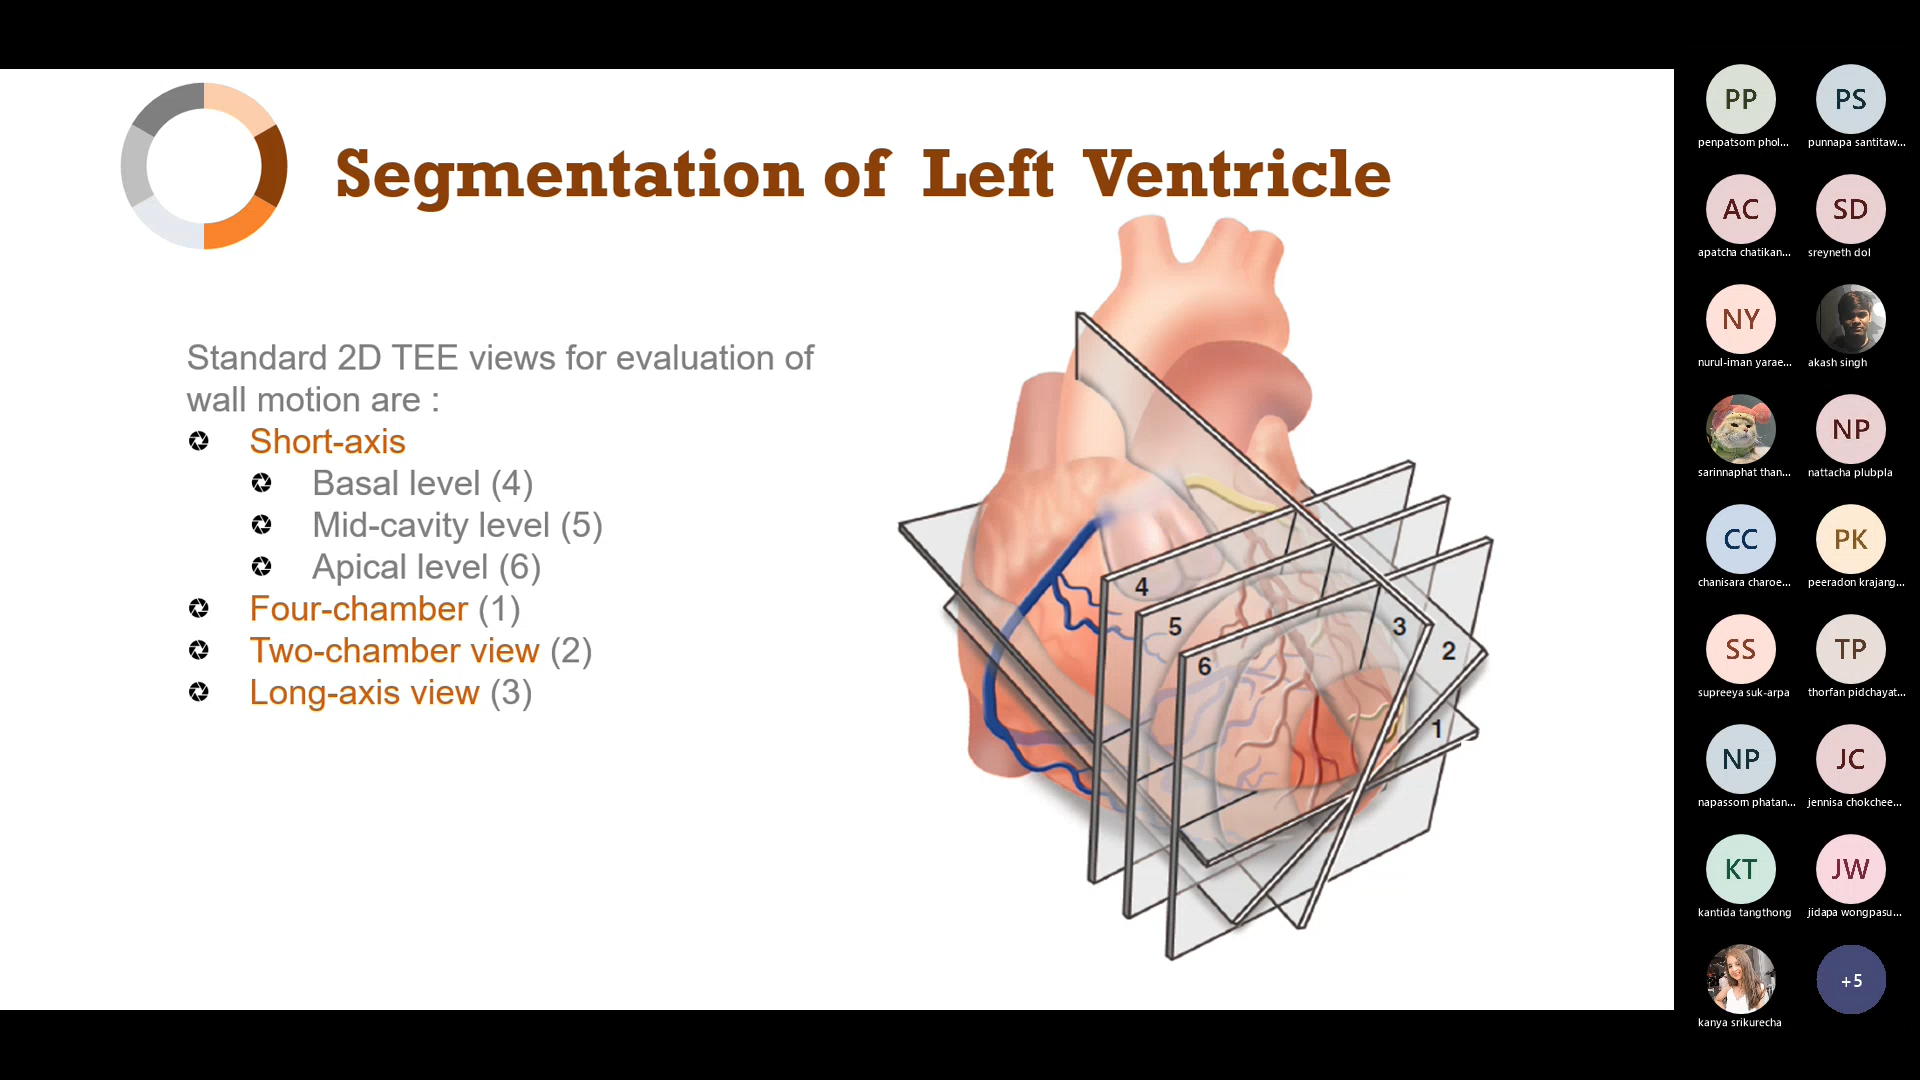 Segmentation of Left Ventricle
Standard 2D TEE views for evaluation of
wall motion are :
Short-axis
Basal level (4)
Mid-cavity level (5)
Apical level (6)
Four-chamber (1)
Two-chamber view (2)
Long-axis view (3)
4
5
6
3
2
1
PP
penpatsorn phol...
PS
punnapa santitaw...
AC
apatcha chatikan...
SD
sreyneth dol
NY
nurul-iman yarae...
akash singh
sarinnaphat than...
NP
nattacha plubpla
CC
chanisara charoe...
PK
peeradon krajang...
SS
supreeya suk-arpa
TP
thorfan pidchayat...
NP
napassorn phatan...
JC
jennisa chokchee...
KT
kantida tangthong
JW
jidapa wongpasu...
kanya srikurecha
+5